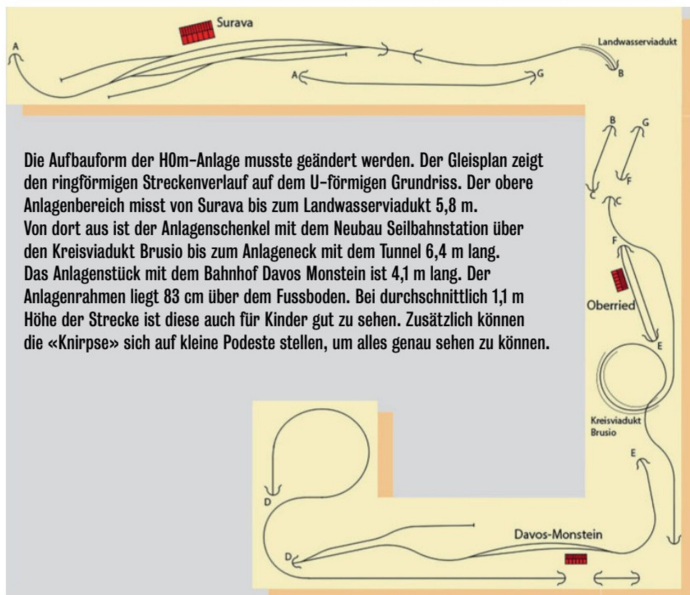 Surava
A
Landwasserviadukt
A
G
B
B
G
Die Aufbauform der H0m-Anlage musste geändert werden. Der Gleisplan zeigt
den ringförmigen Streckenverlauf auf dem U-förmigen Grundriss. Der obere
Anlagenbereich misst von Surava bis zum Landwasserviadukt 5,8 m.
Von dort aus ist der Anlagenschenkel mit dem Neubau Seilbahnstation über
den Kreisviadukt Brusio bis zum Anlageneck mit dem Tunnel 6,4 m lang.
Das Anlagenstück mit dem Bahnhof Davos Monstein ist 4,1 m lang. Der
Anlagenrahmen liegt 83 cm über dem Fussboden. Bei durchschnittlich 1,1 m
Höhe der Strecke ist diese auch für Kinder gut zu sehen. Zusätzlich können
die «Knirpse» sich auf kleine Podeste stellen, um alles genau sehen zu können.
F
C
C
F
Oberried
E
Kreisviadukt
Brusio
E
D
Davos-Monstein
D